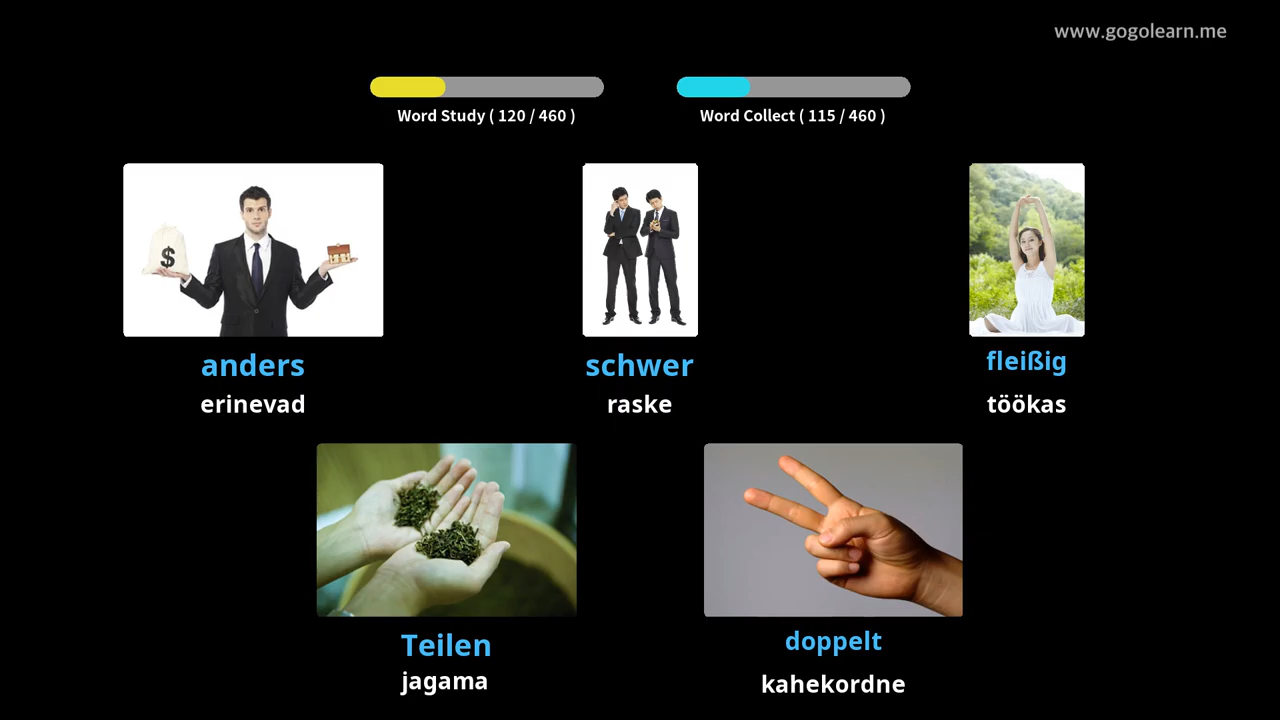 www.gogolearn.me
Word Study ( 120 / 460 )
Word Collect ( 115 / 460 )
$
anders
erinevad
schwer
raske
fleißig
töökas
Teilen
jagama
doppelt
kahekordne